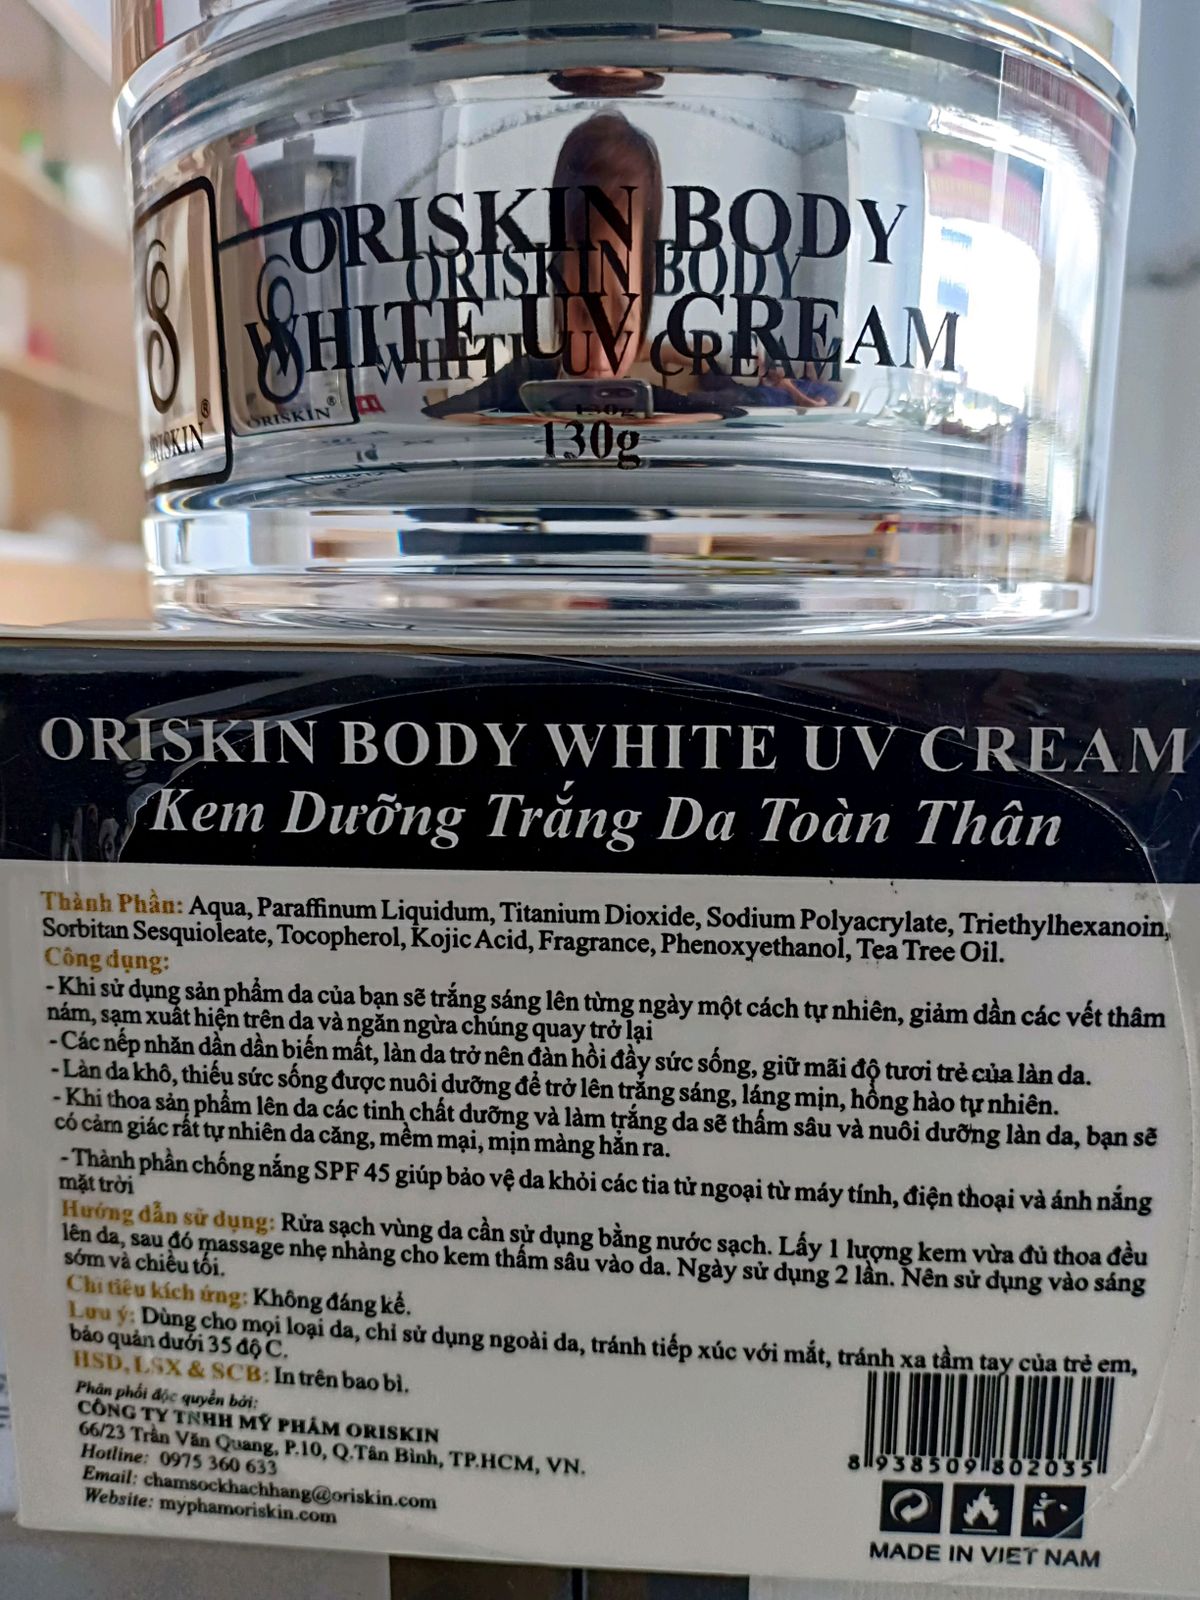 ORISKIN BODY
WHITE UV CREAM
130g
ORISKIN®
ORISKIN BODY WHITE UV CREAM
Kem Dưỡng Trắng Da Toàn Thân
Thành Phần: Aqua, Paraffinum Liquidum, Titanium Dioxide, Sodium Polyacrylate, Triethylhexanoin,
Sorbitan Sesquioleate, Tocopherol, Kojic Acid, Fragrance, Phenoxyethanol, Tea Tree Oil.
Công dụng:
- Khi sử dụng sản phẩm da của bạn sẽ trắng sáng lên từng ngày một cách tự nhiên, giảm dần các vết thâm
nám, sạm xuất hiện trên da và ngăn ngừa chúng quay trở lại
- Các nếp nhăn dần dần biến mất, làn da trở nên đàn hồi đầy sức sống, giữ mãi độ tươi trẻ của làn da.
- Làn da khô, thiếu sức sống được nuôi dưỡng để trở lên trắng sáng, láng mịn, hồng hào tự nhiên.
- Khi thoa sản phẩm lên da các tinh chất dưỡng và làm trắng da sẽ thấm sâu và nuôi dưỡng làn da, bạn sẽ
có cảm giác rất tự nhiên da căng, mềm mại, mịn màng hẳn ra.
- Thành phần chống nắng SPF 45 giúp bảo vệ da khỏi các tia tử ngoại từ máy tính, điện thoại và ánh nắng
mặt trời
Hướng dẫn sử dụng: Rửa sạch vùng da cần sử dụng bằng nước sạch. Lấy 1 lượng kem vừa đủ thoa đều
lên da, sau đó massage nhẹ nhàng cho kem thấm sâu vào da. Ngày sử dụng 2 lần. Nên sử dụng vào sáng
sớm và chiều tối.
Chỉ tiêu kích ứng: Không đáng kể.
Lưu ý: Dùng cho mọi loại da, chỉ sử dụng ngoài da, tránh tiếp xúc với mắt, tránh xa tầm tay của trẻ em,
bảo quản dưới 35 độ C.
HSD, LSX & SCB: In trên bao bì.
Phân phối độc quyền bởi:
CÔNG TY TNHH MỸ PHẨM ORISKIN
66/23 Trần Văn Quang, P.10, Q.Tân Bình, TP.HCM, VN.
Hotline: 0975 360 633
Email: chamsockhachhang@oriskin.com
Website: myphamoriskin.com
8 938509 802035
MADE IN VIET NAM